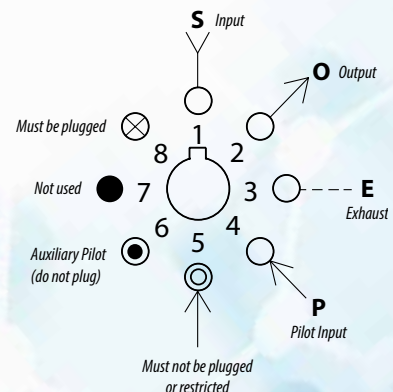 S Input
O Output
Must be plugged
1
8 2
Not used 7 3 E
Exhaust
6 4
Auxiliary Pilot
(do not plug)
5
P
Pilot Input
Must not be plugged
or restricted